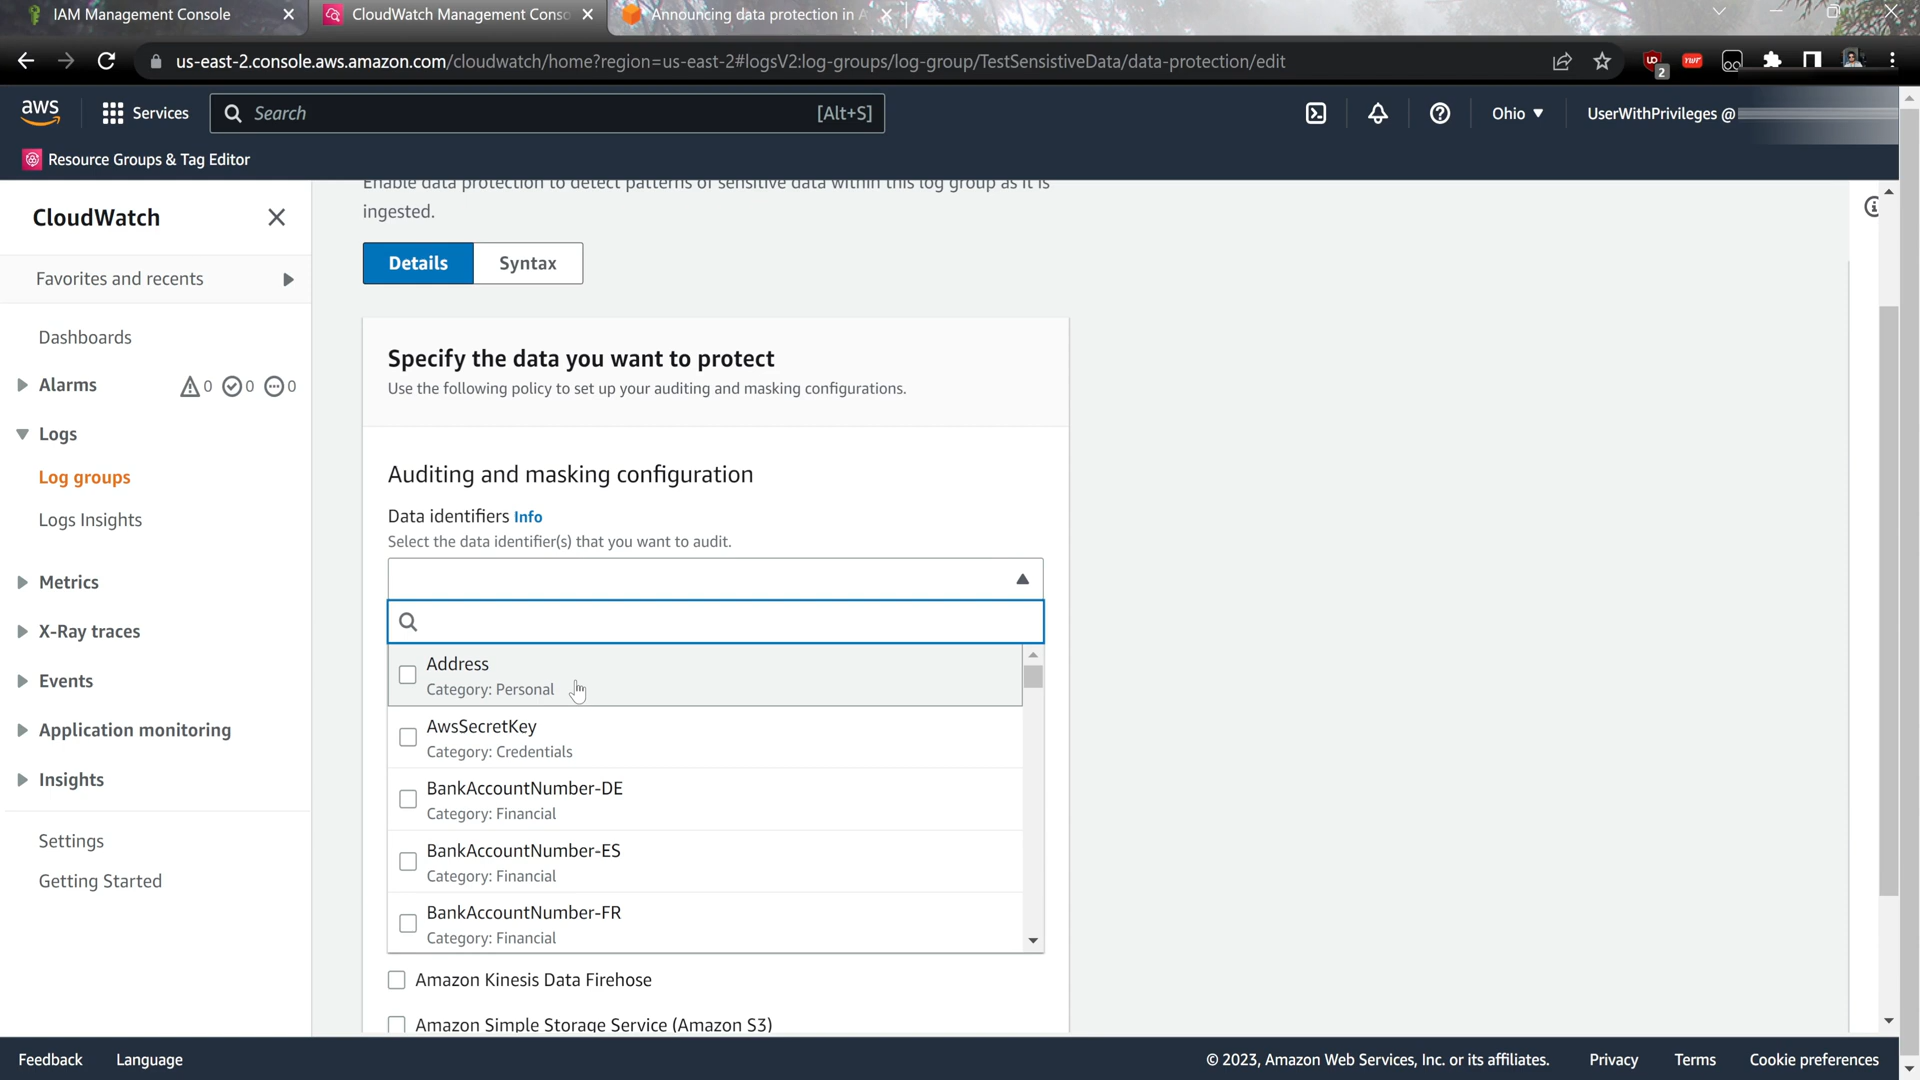 IAM Management Console
CloudWatch Management Conso
Announcing data protection in A
us-east-2.console.aws.amazon.com/cloudwatch/home?region=us-east-2#logsV2:log-groups/log-group/TestSensistiveData/data-protection/edit
2
aws
Services
Search
[Alt+S]
Ohio
UserWithPrivileges @
Resource Groups & Tag Editor
CloudWatch
Favorites and recents
Dashboards
Alarms
0
0
0
Logs
Log groups
Logs Insights
Metrics
X-Ray traces
Events
Application monitoring
Insights
Settings
Getting Started
Enable data protection to detect patterns of sensitive data within this log group as it is
ingested.
Details
Syntax
Specify the data you want to protect
Use the following policy to set up your auditing and masking configurations.
Auditing and masking configuration
Data identifiers Info
Select the data identifier(s) that you want to audit.
Address
Category: Personal
AwsSecretKey
Category: Credentials
BankAccountNumber-DE
Category: Financial
BankAccountNumber-ES
Category: Financial
BankAccountNumber-FR
Category: Financial
Amazon Kinesis Data Firehose
Amazon Simple Storage Service (Amazon S3)
Feedback
Language
© 2023, Amazon Web Services, Inc. or its affiliates.
Privacy
Terms
Cookie preferences